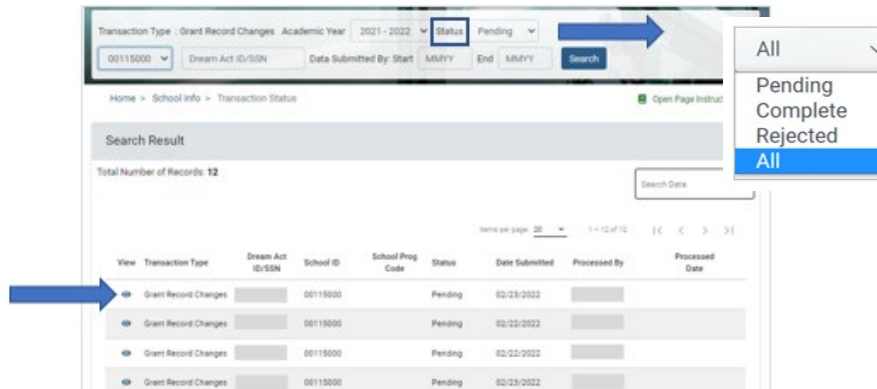 Transaction Type : Grant Record Changes Academic Year 2021 - 2022 Status Pending
00115000 Dream Act ID/SSN Data Submitted By: Start MMYY End MMYY Search
All
Pending
Complete
Rejected
All
Home > School Info > Transaction Status
Open Page Instruc
Search Result
Total Number of Records: 12
Search Data
Items per page: 20 1 – 12 of 12 |< < > >|
View Transaction Type Dream Act ID/SSN School ID School Prog Code Status Date Submitted Processed By Processed Date
Grant Record Changes 00115000 Pending 02/23/2022
Grant Record Changes 00115000 Pending 02/22/2022
Grant Record Changes 00115000 Pending 02/22/2022
Grant Record Changes 00115000 Pending 02/23/2022